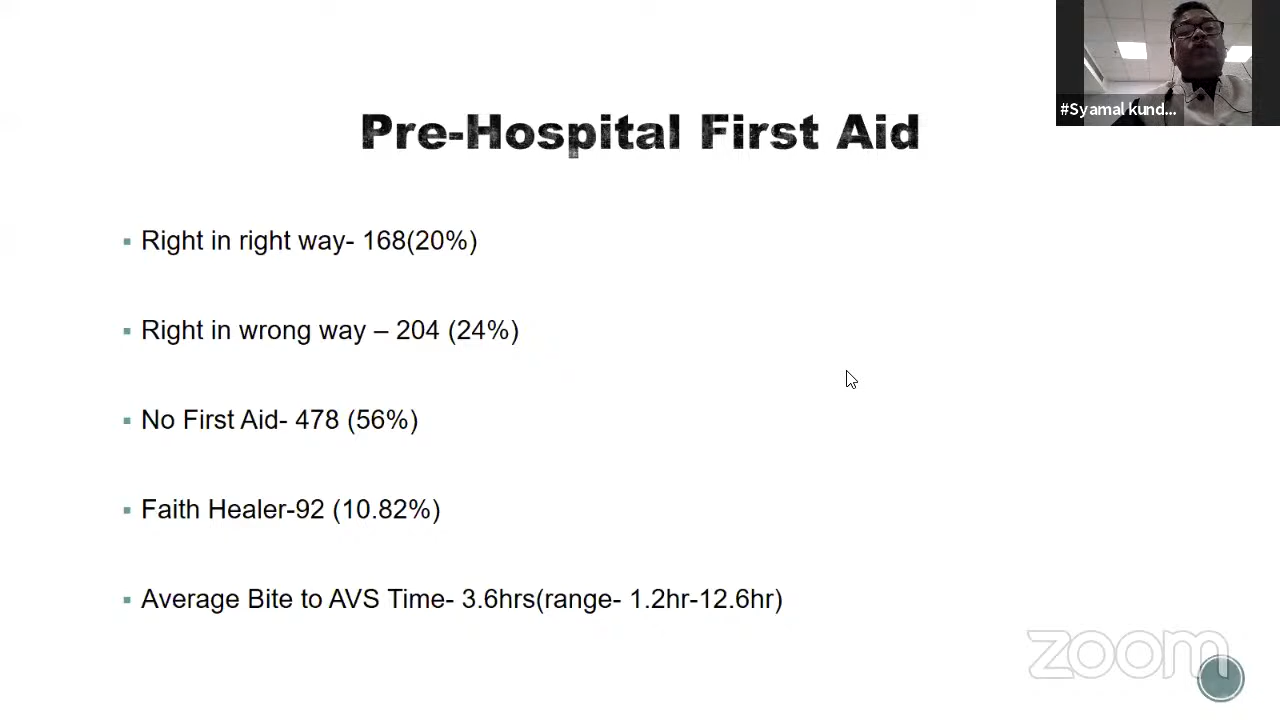 #Syamal kund...
Pre-Hospital First Aid
▪ Right in right way- 168(20%)
▪ Right in wrong way – 204 (24%)
▪ No First Aid- 478 (56%)
▪ Faith Healer-92 (10.82%)
▪ Average Bite to AVS Time- 3.6hrs(range- 1.2hr-12.6hr)
zoom